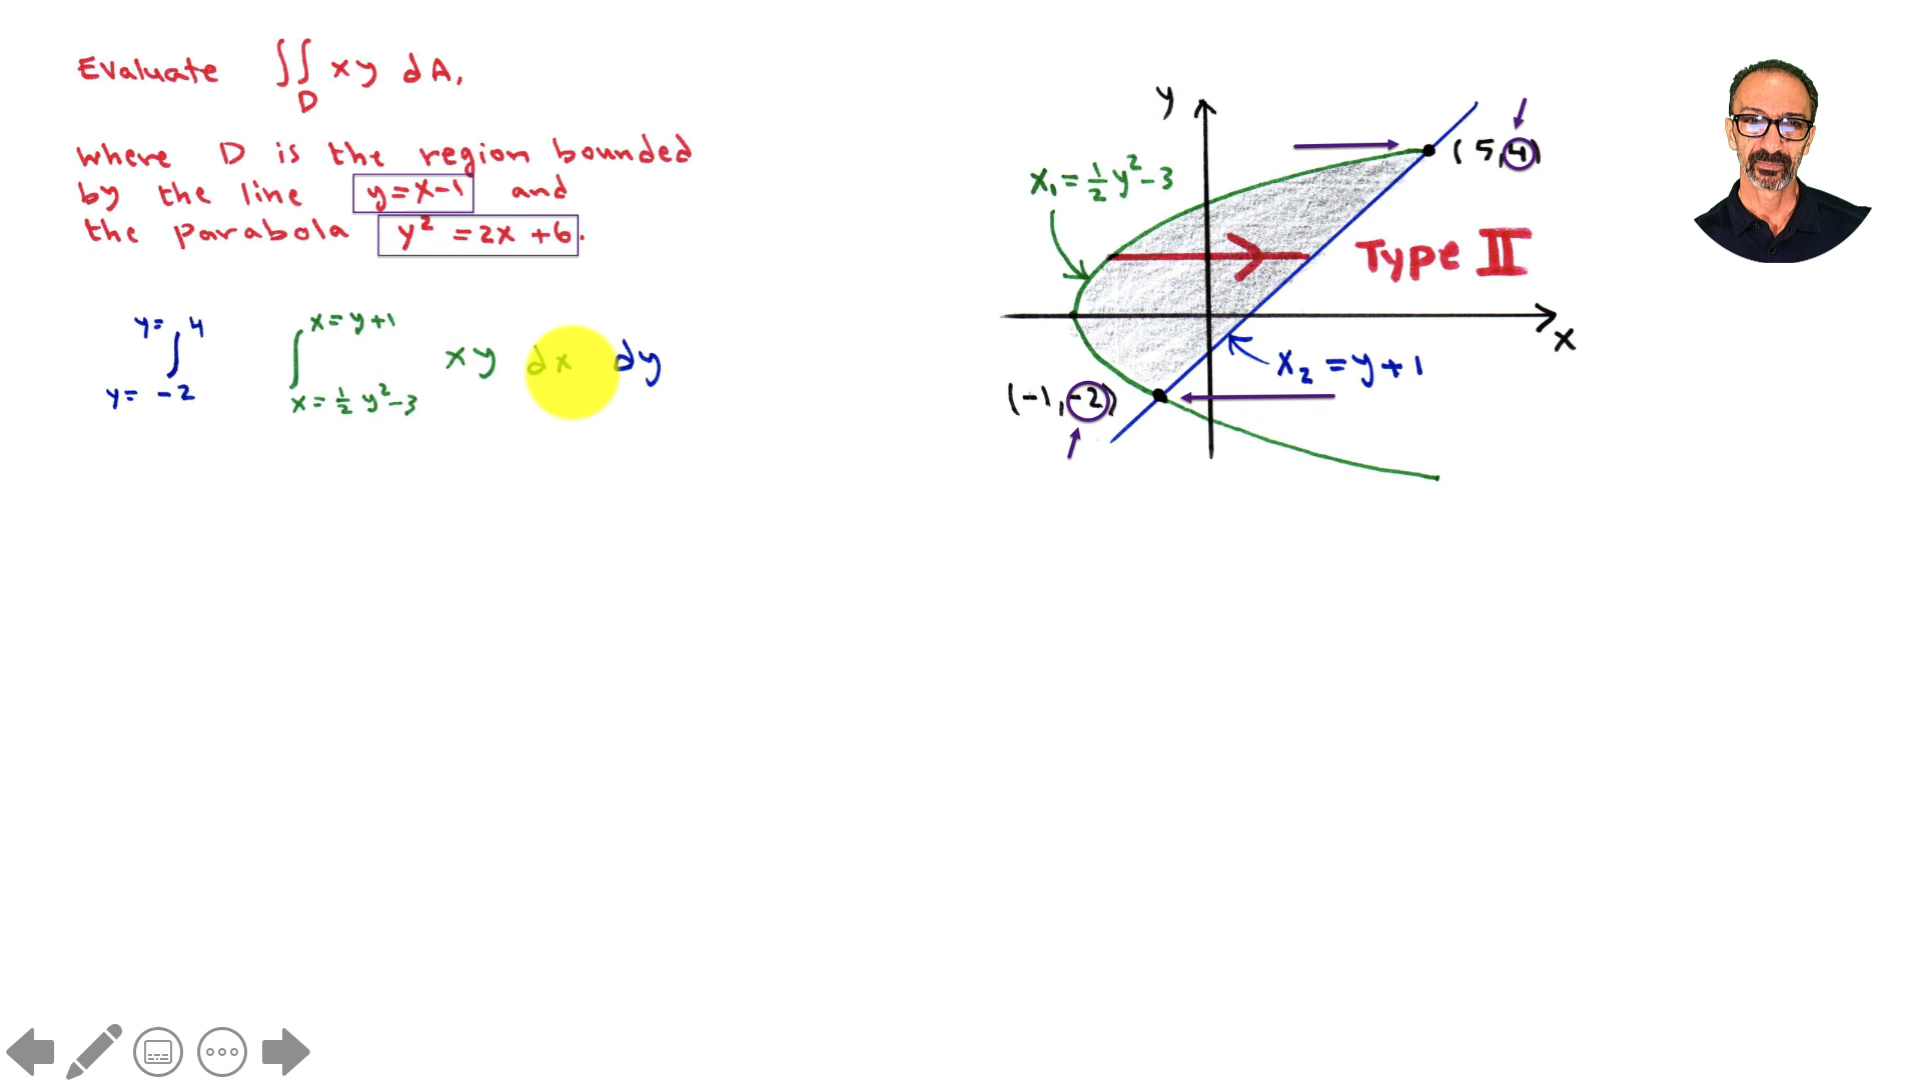 Evaluate ∬_D xy dA,
where D is the region bounded
by the line y=x-1 and
the parabola y² = 2x + 6.
∫_{y=-2}^{y=4} ∫_{x=½y²-3}^{x=y+1} xy dx dy
y
(5,4)
x₁ = ½y²-3
Type II
x
x₂ = y+1
(-1,-2)